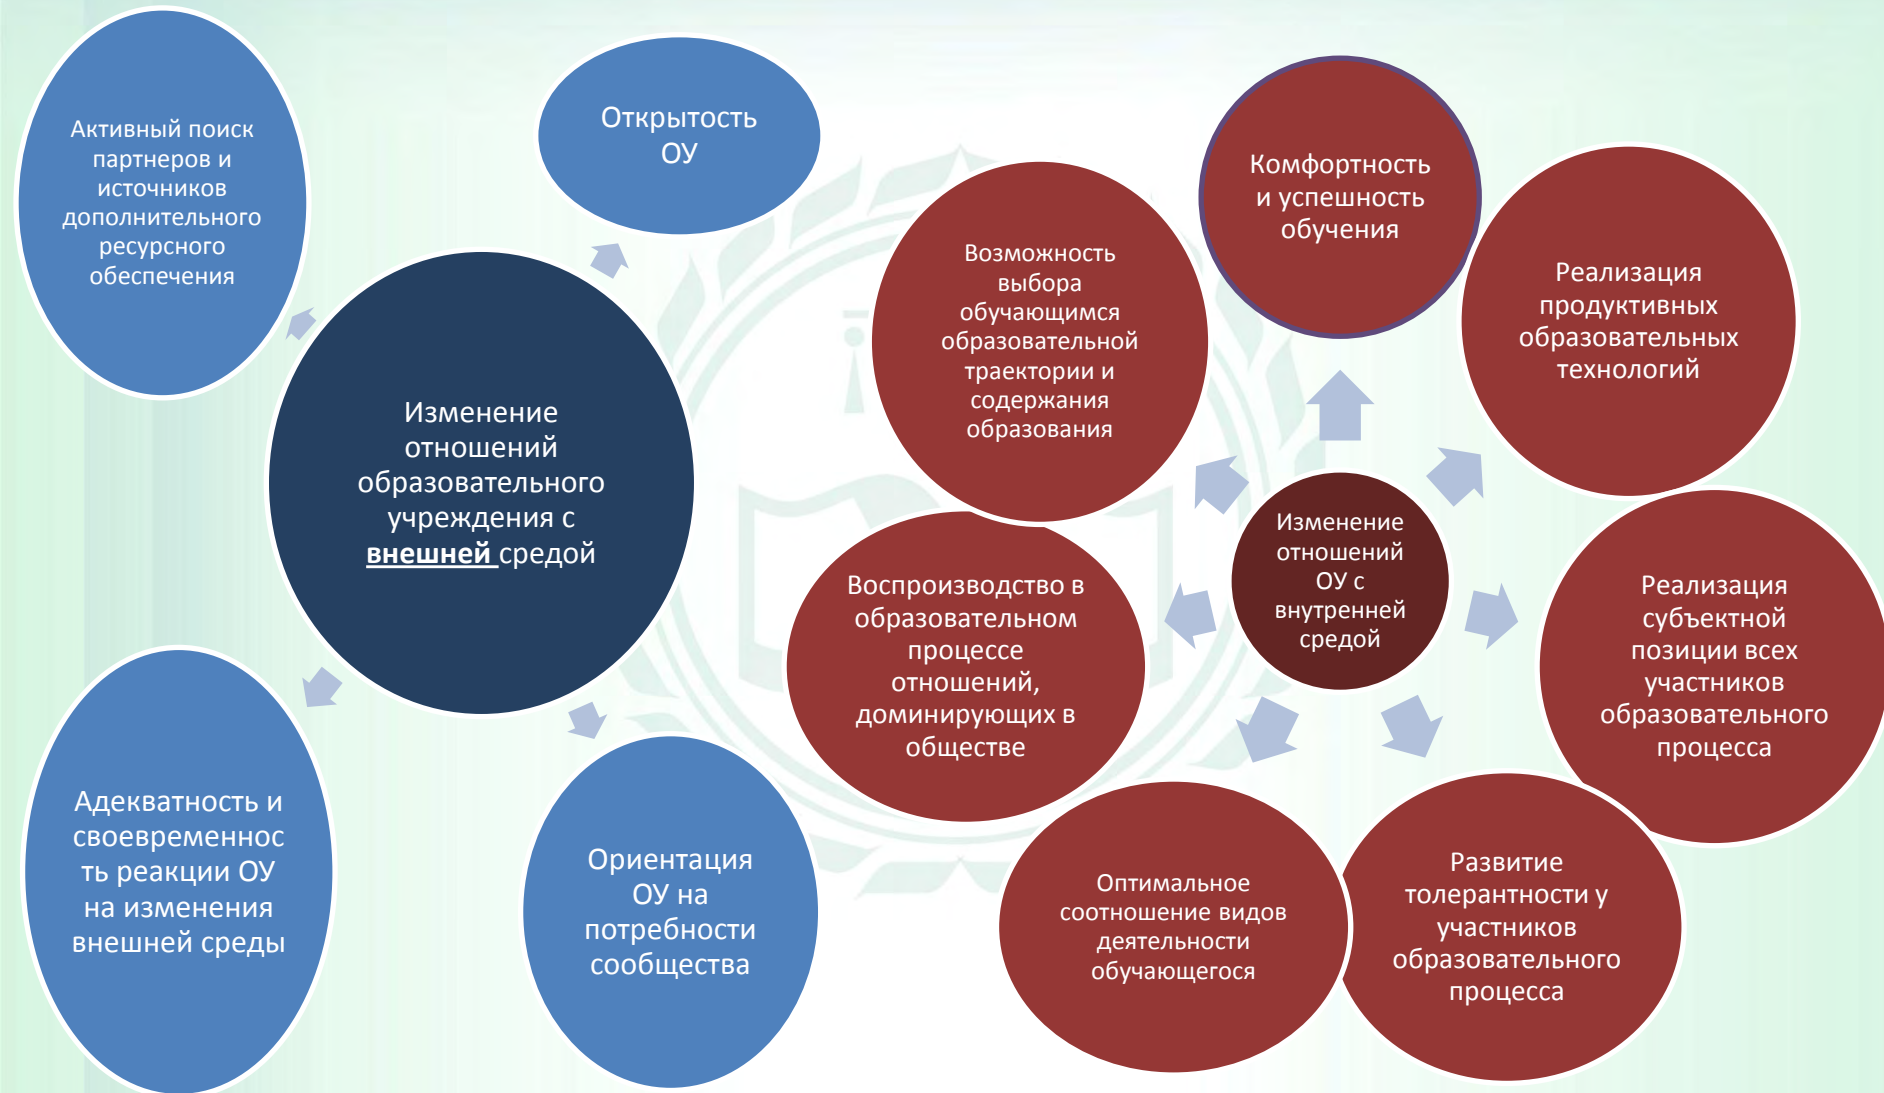 Активный поиск
партнеров и
источников
дополнительного
ресурсного
обеспечения
Открытость
ОУ
Изменение
отношений
образовательного
учреждения с
внешней средой
Адекватность и
своевременнос
ть реакции ОУ
на изменения
внешней среды
Ориентация
ОУ на
потребности
сообщества
Комфортность
и успешность
обучения
Возможность
выбора
обучающимся
образовательной
траектории и
содержания
образования
Реализация
продуктивных
образовательных
технологий
Изменение
отношений
ОУ с
внутренней
средой
Воспроизводство в
образовательном
процессе
отношений,
доминирующих в
обществе
Реализация
субъектной
позиции всех
участников
образовательного
процесса
Оптимальное
соотношение видов
деятельности
обучающегося
Развитие
толерантности у
участников
образовательного
процесса